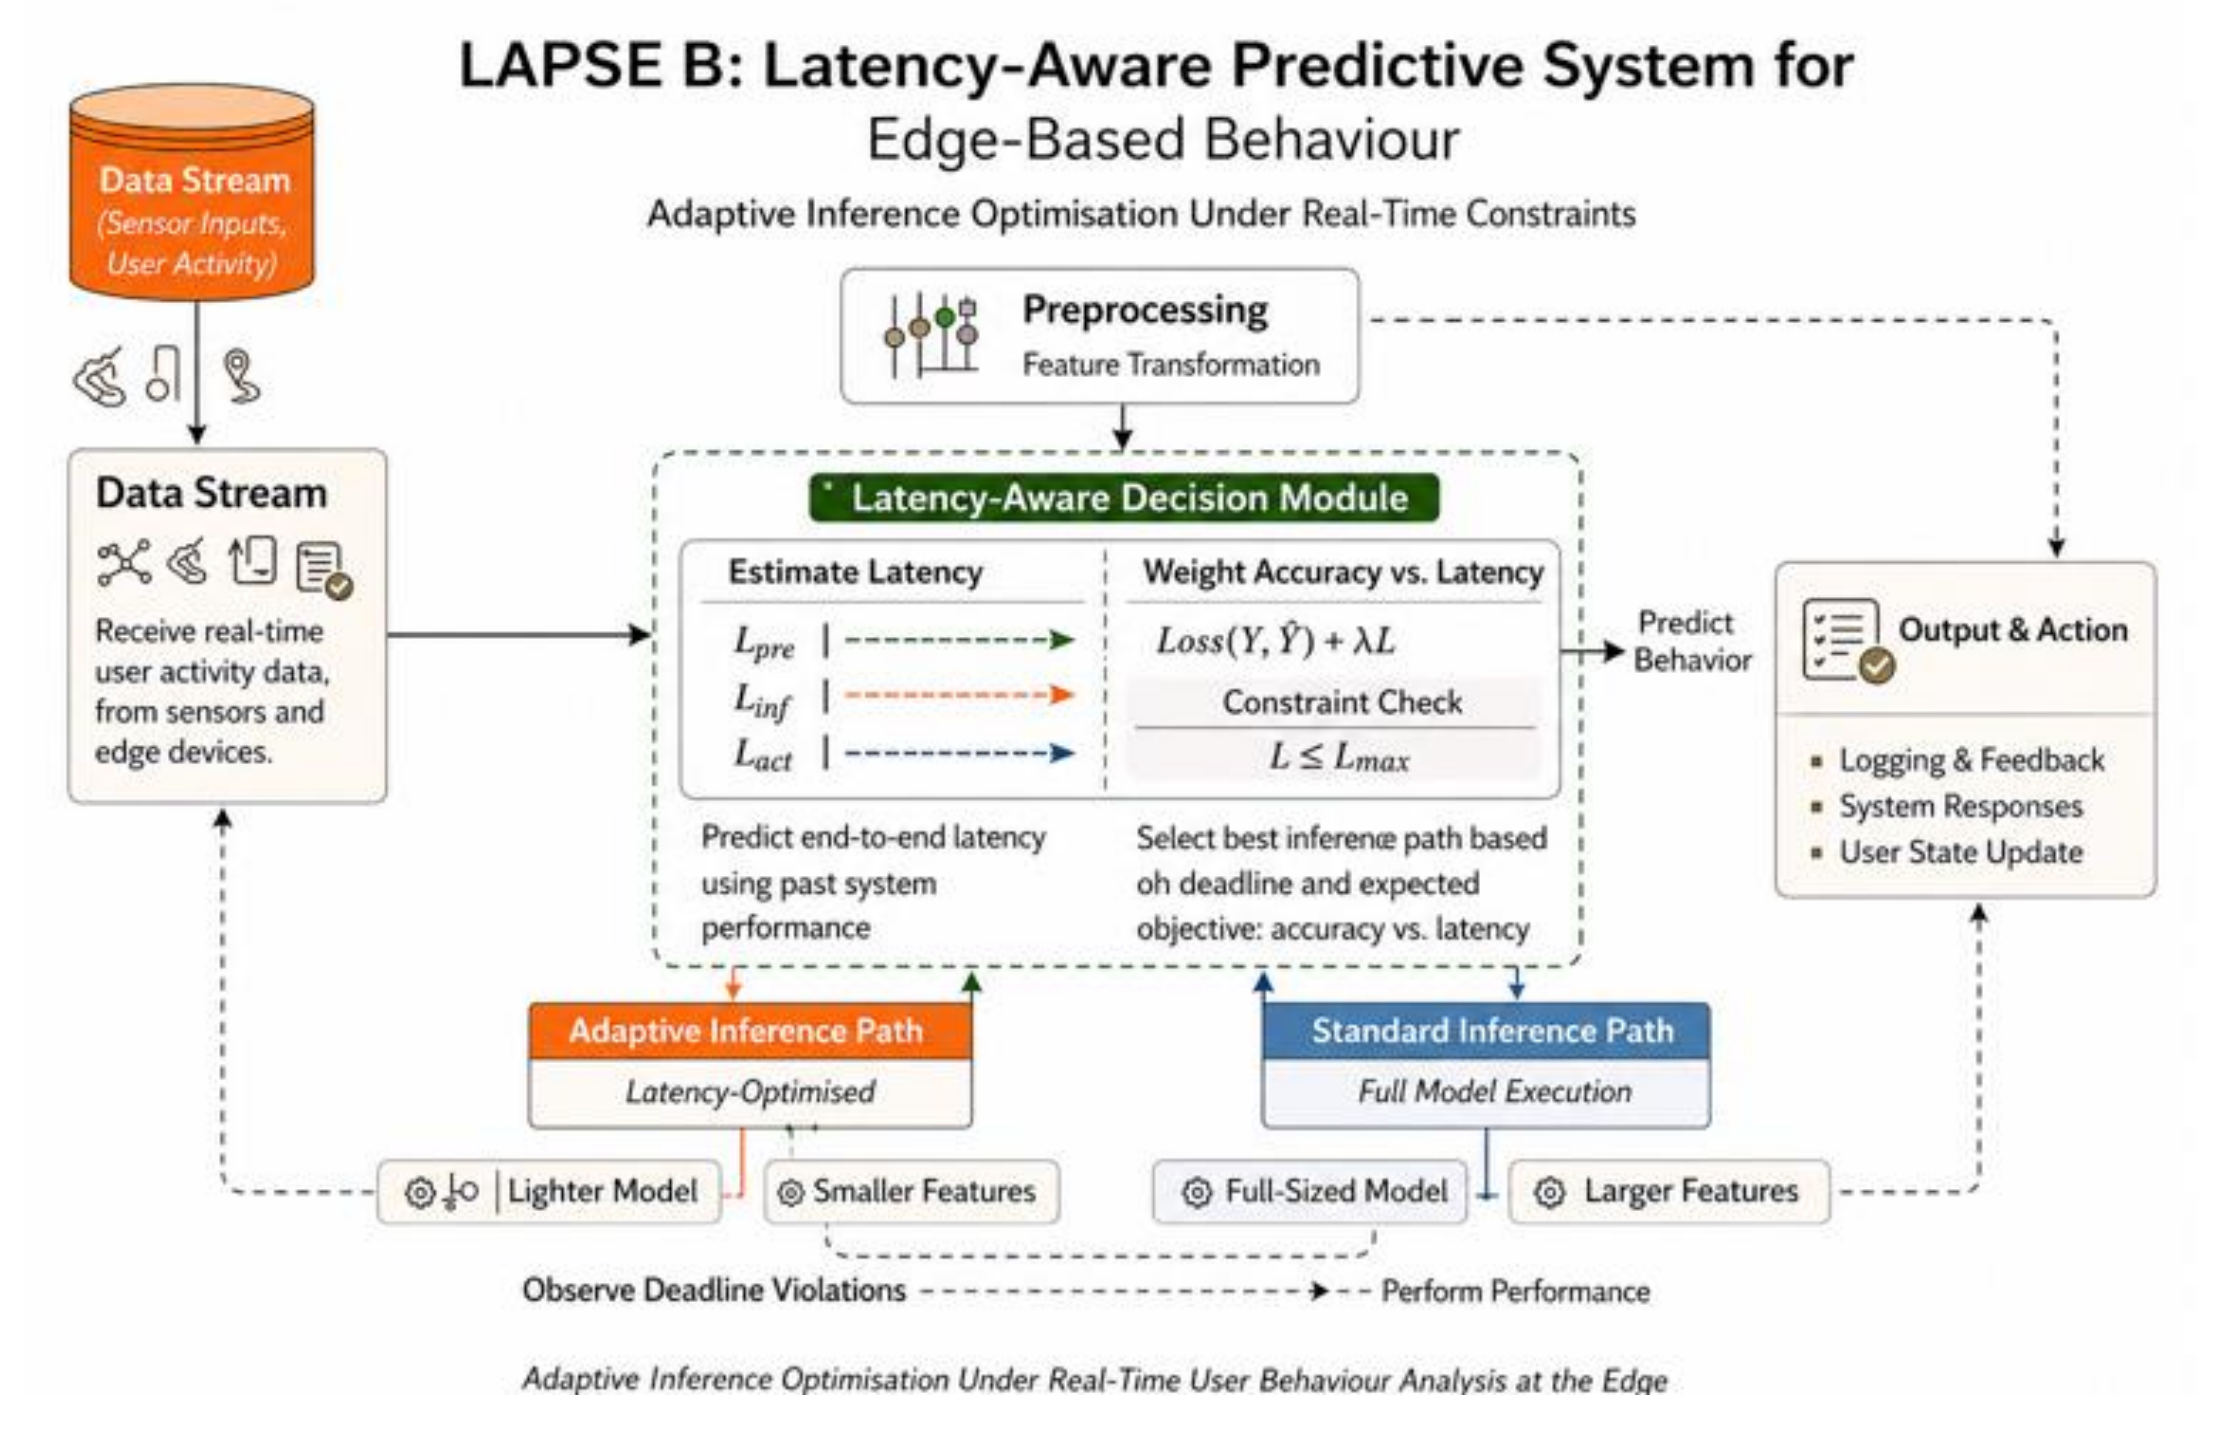 LAPSE B: Latency-Aware Predictive System for
Edge-Based Behaviour
Adaptive Inference Optimisation Under Real-Time Constraints
Data Stream
(Sensor Inputs,
User Activity)
Preprocessing
Feature Transformation
Data Stream
Receive real-time
user activity data,
from sensors and
edge devices.
Latency-Aware Decision Module
Estimate Latency
L_pre
L_inf
L_act
Weight Accuracy vs. Latency
Loss(Y, Ŷ) + λL
Constraint Check
L ≤ L_max
Predict end-to-end latency
using past system
performance
Select best inference path based
oh deadline and expected
objective: accuracy vs. latency
Predict
Behavior
Output & Action
▪ Logging & Feedback
▪ System Responses
▪ User State Update
Adaptive Inference Path
Latency-Optimised
Standard Inference Path
Full Model Execution
Lighter Model
Smaller Features
Full-Sized Model
Larger Features
Observe Deadline Violations
Perform Performance
Adaptive Inference Optimisation Under Real-Time User Behaviour Analysis at the Edge